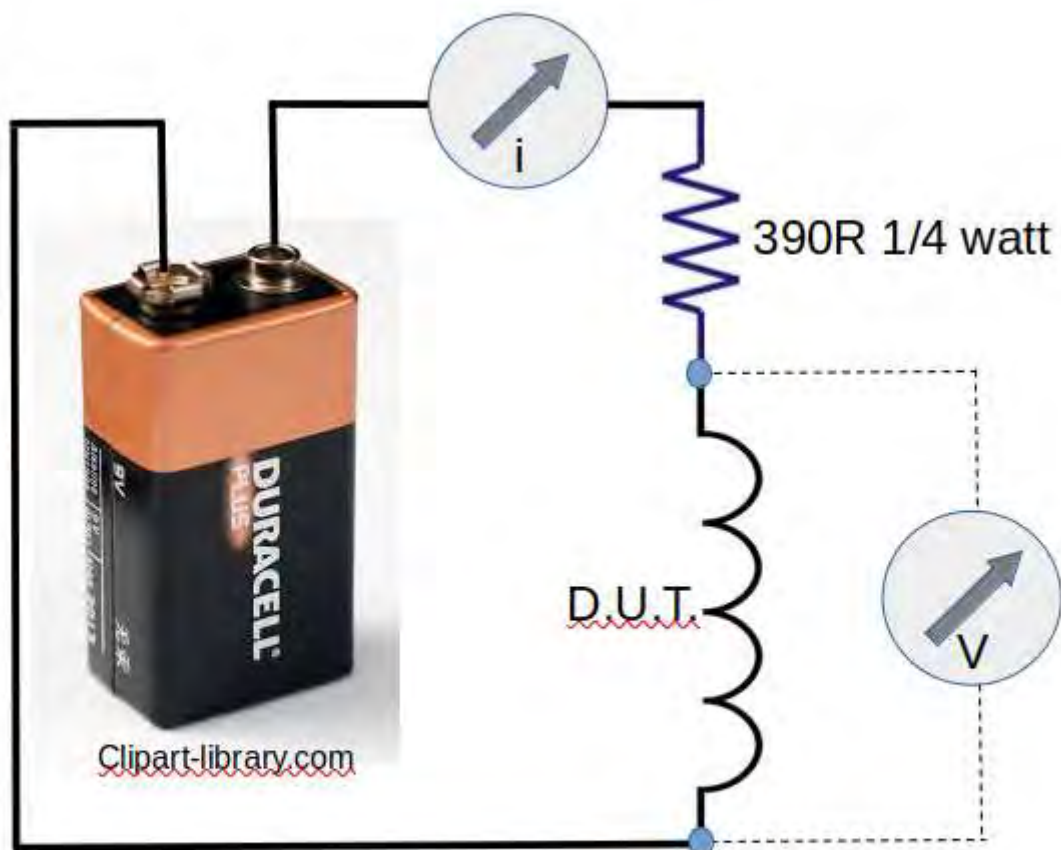 i
390R 1/4 watt
D.U.T.
V
9V
DURACELL
PLUS
Clipart-library.com